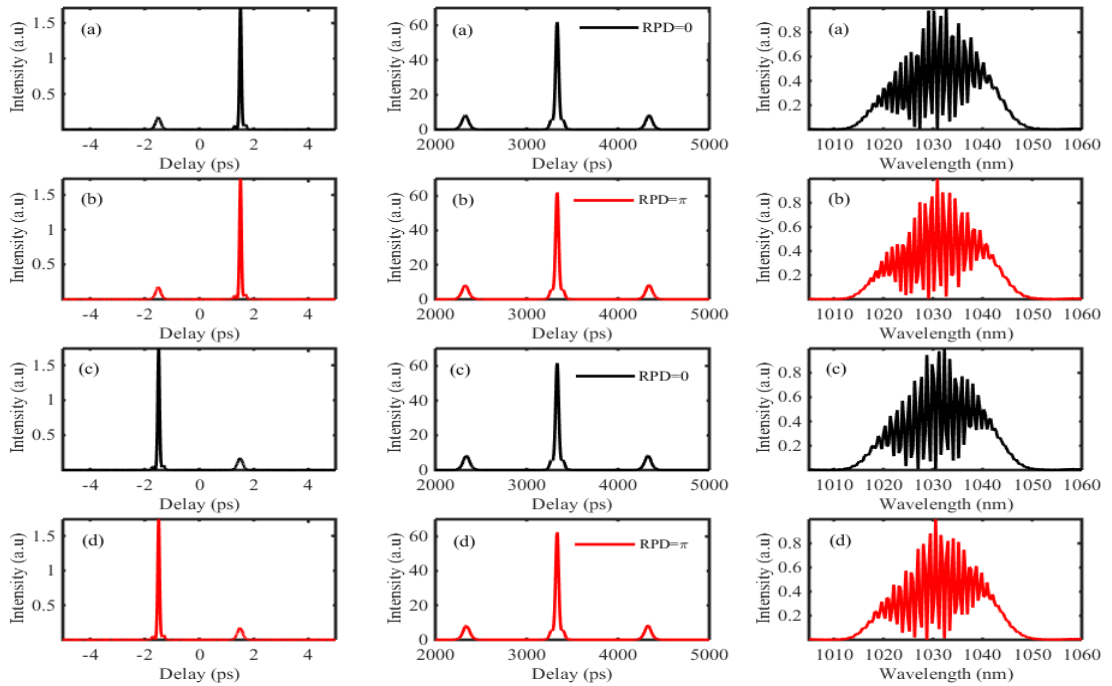 Intensity (a.u)
1.5
1
0.5
(a)
-4 -2 0 2 4
Delay (ps)
Intensity (a.u)
60
40
20
0
(a)
RPD=0
2000 3000 4000 5000
Delay (ps)
Intensity (a.u)
0.8
0.6
0.4
0.2
(a)
1010 1020 1030 1040 1050 1060
Wavelength (nm)
Intensity (a.u)
1.5
1
0.5
(b)
-4 -2 0 2 4
Delay (ps)
Intensity (a.u)
60
40
20
0
(b)
RPD=π
2000 3000 4000 5000
Delay (ps)
Intensity (a.u)
0.8
0.6
0.4
0.2
(b)
1010 1020 1030 1040 1050 1060
Wavelength (nm)
Intensity (a.u)
1.5
1
0.5
(c)
-4 -2 0 2 4
Delay (ps)
Intensity (a.u)
60
40
20
0
(c)
RPD=0
2000 3000 4000 5000
Delay (ps)
Intensity (a.u)
0.8
0.6
0.4
0.2
(c)
1010 1020 1030 1040 1050 1060
Wavelength (nm)
Intensity (a.u)
1.5
1
0.5
(d)
-4 -2 0 2 4
Delay (ps)
Intensity (a.u)
60
40
20
0
(d)
RPD=π
2000 3000 4000 5000
Delay (ps)
Intensity (a.u)
0.8
0.6
0.4
0.2
(d)
1010 1020 1030 1040 1050 1060
Wavelength (nm)